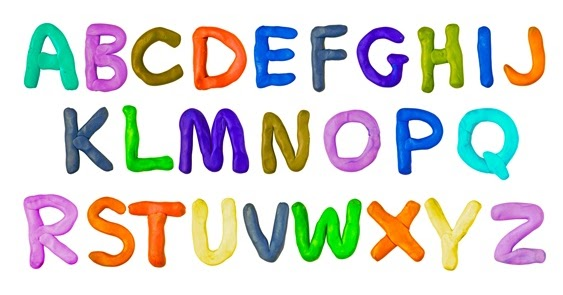 ABCDEFGHIJ
KLMNOPQ
RSTUVWXYZ